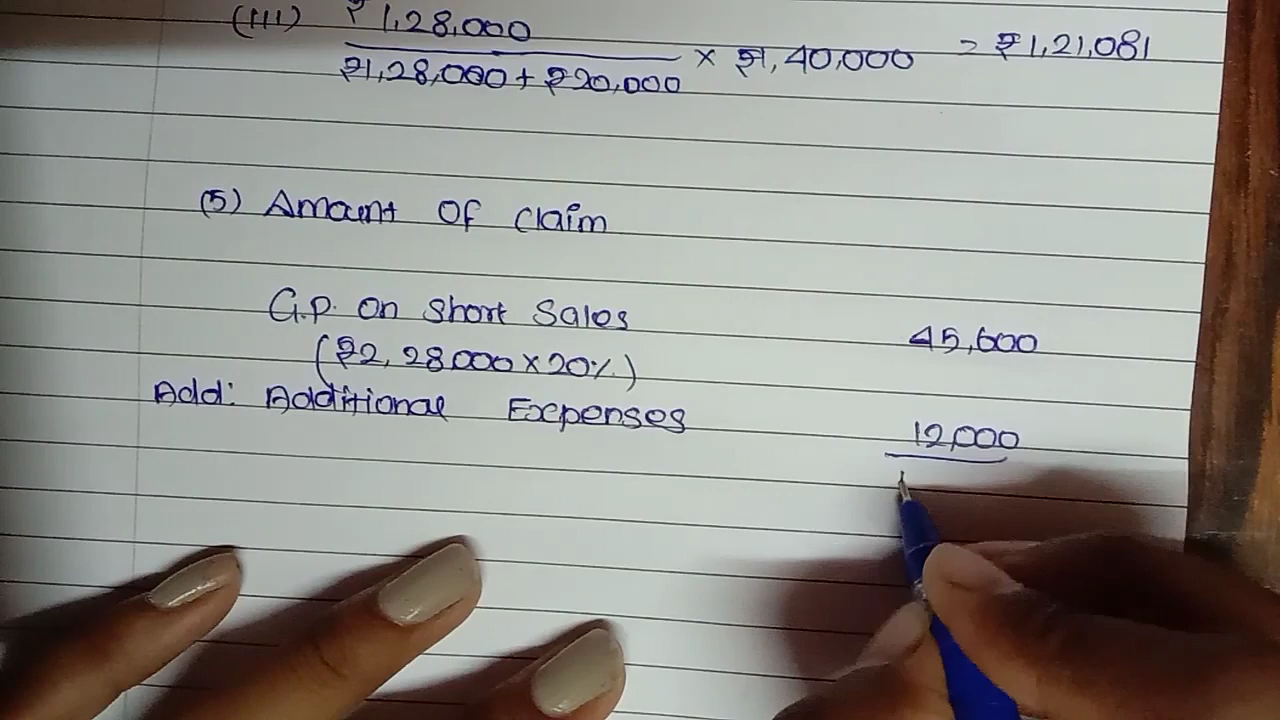 (III) ₹1,28,000
₹1,28,000 + ₹20,000 × ₹1,40,000 = ₹1,21,081
(5) Amount Of Claim
G.P. On Short Sales 45,600
(₹2,28,000 × 20%)
Add: Additional Expenses 12,000